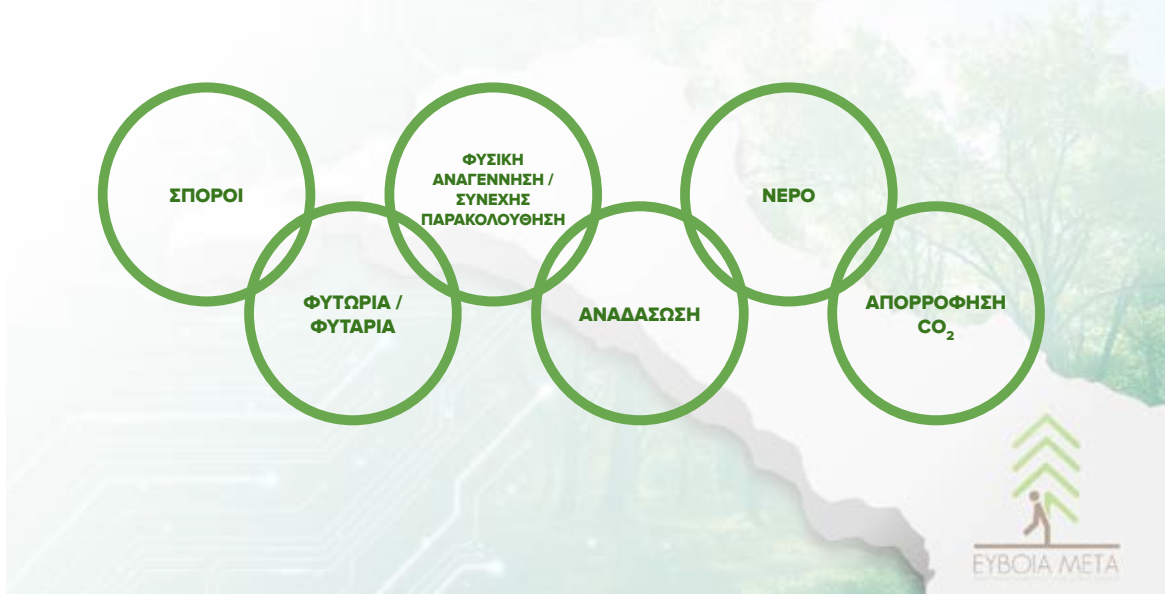 ΣΠΟΡΟΙ
ΦΥΤΩΡΙΑ /
ΦΥΤΑΡΙΑ
ΦΥΣΙΚΗ
ΑΝΑΓΕΝΝΗΣΗ /
ΣΥΝΕΧΗΣ
ΠΑΡΑΚΟΛΟΥΘΗΣΗ
ΑΝΑΔΑΣΩΣΗ
ΝΕΡΟ
ΑΠΟΡΡΟΦΗΣΗ
CO₂
ΕΥΒΟΙΑ ΜΕΤΑ